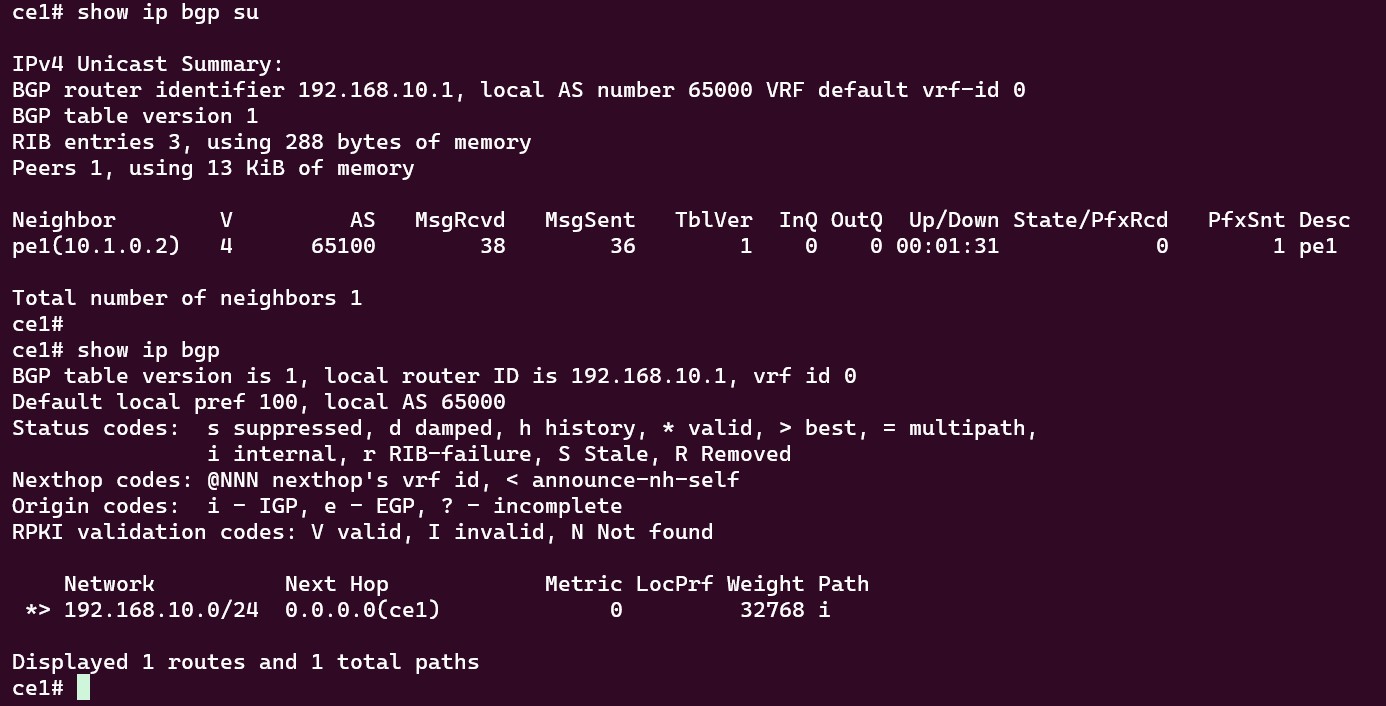 ce1# show ip bgp su

IPv4 Unicast Summary:
BGP router identifier 192.168.10.1, local AS number 65000 VRF default vrf-id 0
BGP table version 1
RIB entries 3, using 288 bytes of memory
Peers 1, using 13 KiB of memory

Neighbor        V         AS   MsgRcvd   MsgSent   TblVer  InQ OutQ  Up/Down State/PfxRcd   PfxSnt Desc
pe1(10.1.0.2)   4      65100        38        36        1    0    0 00:01:31            0        1 pe1

Total number of neighbors 1
ce1#
ce1# show ip bgp
BGP table version is 1, local router ID is 192.168.10.1, vrf id 0
Default local pref 100, local AS 65000
Status codes:  s suppressed, d damped, h history, * valid, > best, = multipath,
               i internal, r RIB-failure, S Stale, R Removed
Nexthop codes: @NNN nexthop's vrf id, < announce-nh-self
Origin codes:  i - IGP, e - EGP, ? - incomplete
RPKI validation codes: V valid, I invalid, N Not found

    Network          Next Hop            Metric LocPrf Weight Path
 *> 192.168.10.0/24  0.0.0.0(ce1)             0         32768 i

Displayed 1 routes and 1 total paths
ce1#